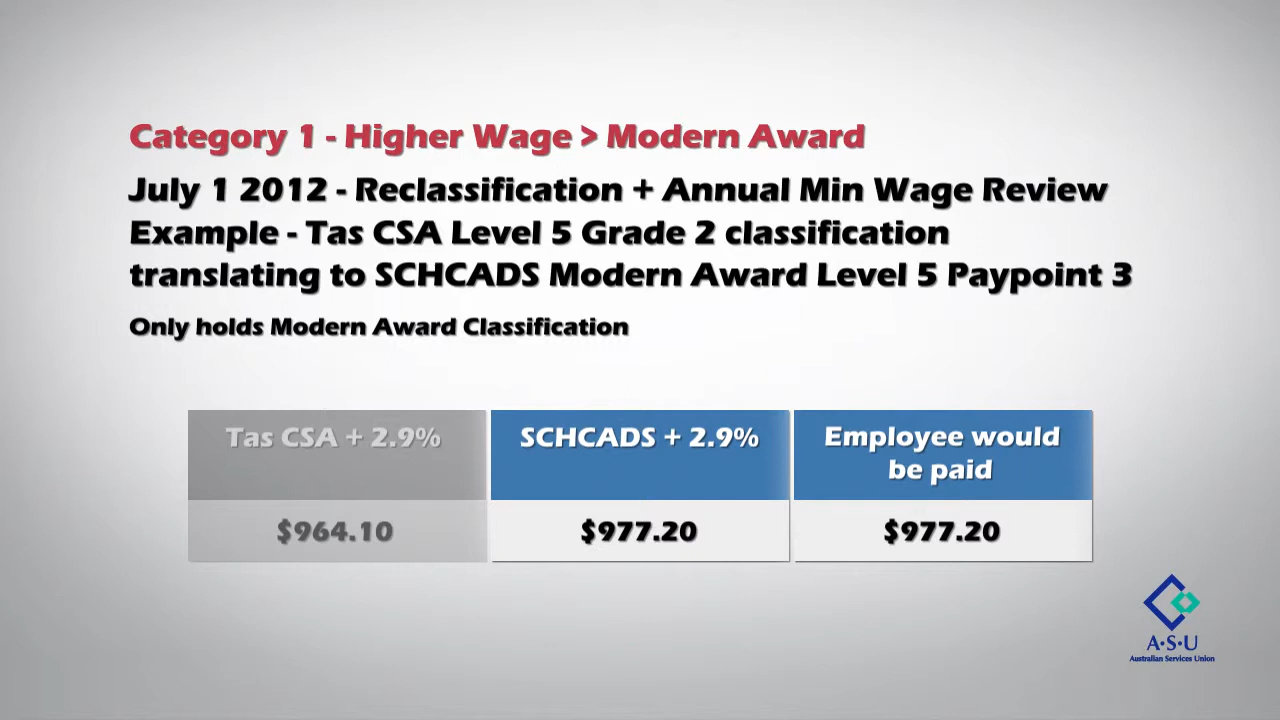 Category 1 - Higher Wage > Modern Award
July 1 2012 - Reclassification + Annual Min Wage Review
Example - Tas CSA Level 5 Grade 2 classification
translating to SCHCADS Modern Award Level 5 Paypoint 3
Only holds Modern Award Classification
Tas CSA + 2.9%
SCHCADS + 2.9%
Employee would
be paid
$964.10
$977.20
$977.20
A·S·U
Australian Services Union